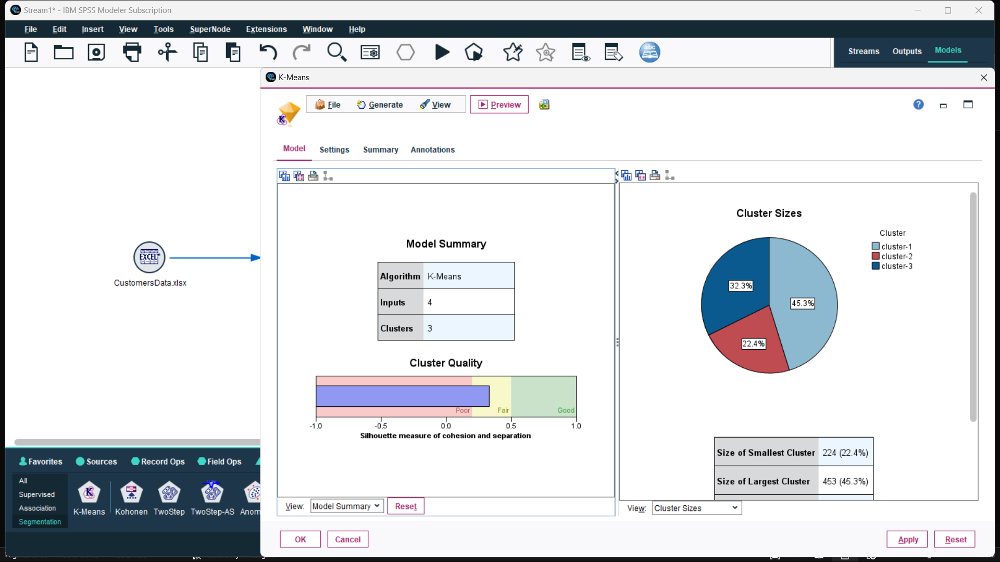 Stream1* - IBM SPSS Modeler Subscription
File Edit Insert View Tools SuperNode Extensions Window Help
abc
Streams Outputs Models
K-Means
File Generate View Preview
?
K
Model Settings Summary Annotations
Model Summary
Algorithm K-Means
Inputs 4
Clusters 3
Cluster Quality
Poor Fair Good
-1.0 -0.5 0.0 0.5 1.0
Silhouette measure of cohesion and separation
View: Model Summary Reset
Cluster Sizes
Cluster
cluster-1
cluster-2
cluster-3
32.3%
45.3%
22.4%
Size of Smallest Cluster 224 (22.4%)
Size of Largest Cluster 453 (45.3%)
View: Cluster Sizes
OK Cancel Apply Reset
EXCEL™
CustomersData.xlsx
Favorites Sources Record Ops Field Ops
All
Supervised
Association
Segmentation
K
K-Means Kohonen TwoStep TwoStep-AS Anom